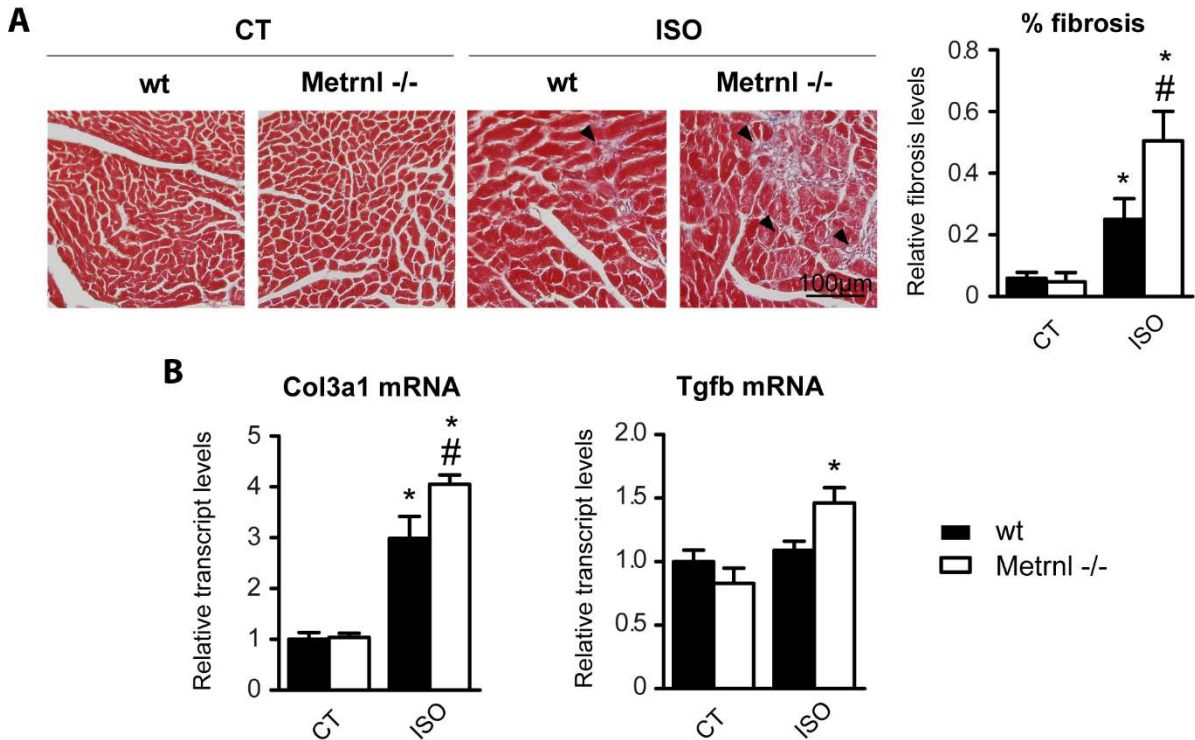 A
CT
ISO
wt
Metrnl -/-
wt
Metrnl -/-
100µm
% fibrosis
Relative fibrosis levels
0.8
0.6
0.4
0.2
0
*
*
#
CT
ISO
B
Col3a1 mRNA
Relative transcript levels
5
4
3
2
1
0
*
*
#
CT
ISO
Tgfb mRNA
Relative transcript levels
2.0
1.5
1.0
0.5
0
*
CT
ISO
wt
Metrnl -/-